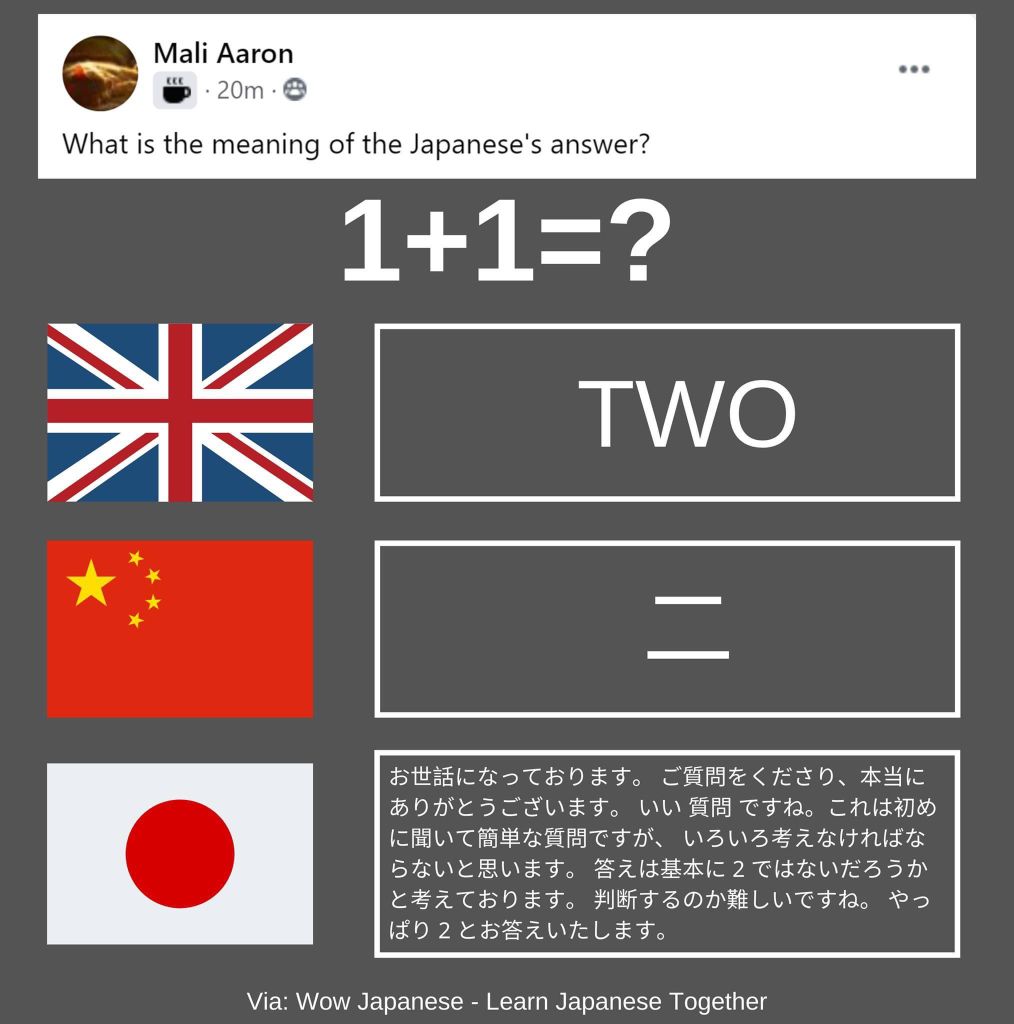 Mali Aaron
· 20m ·
What is the meaning of the Japanese's answer?
1+1=?
TWO
二
お世話になっております。 ご質問をくださり、本当に
ありがとうございます。 いい 質問 ですね。これは初め
に聞いて簡単な質問ですが、 いろいろ考えなければな
らないと思います。 答えは基本に 2 ではないだろうか
と考えております。 判断するのか難しいですね。 やっ
ぱり 2 とお答えいたします。
Via: Wow Japanese - Learn Japanese Together